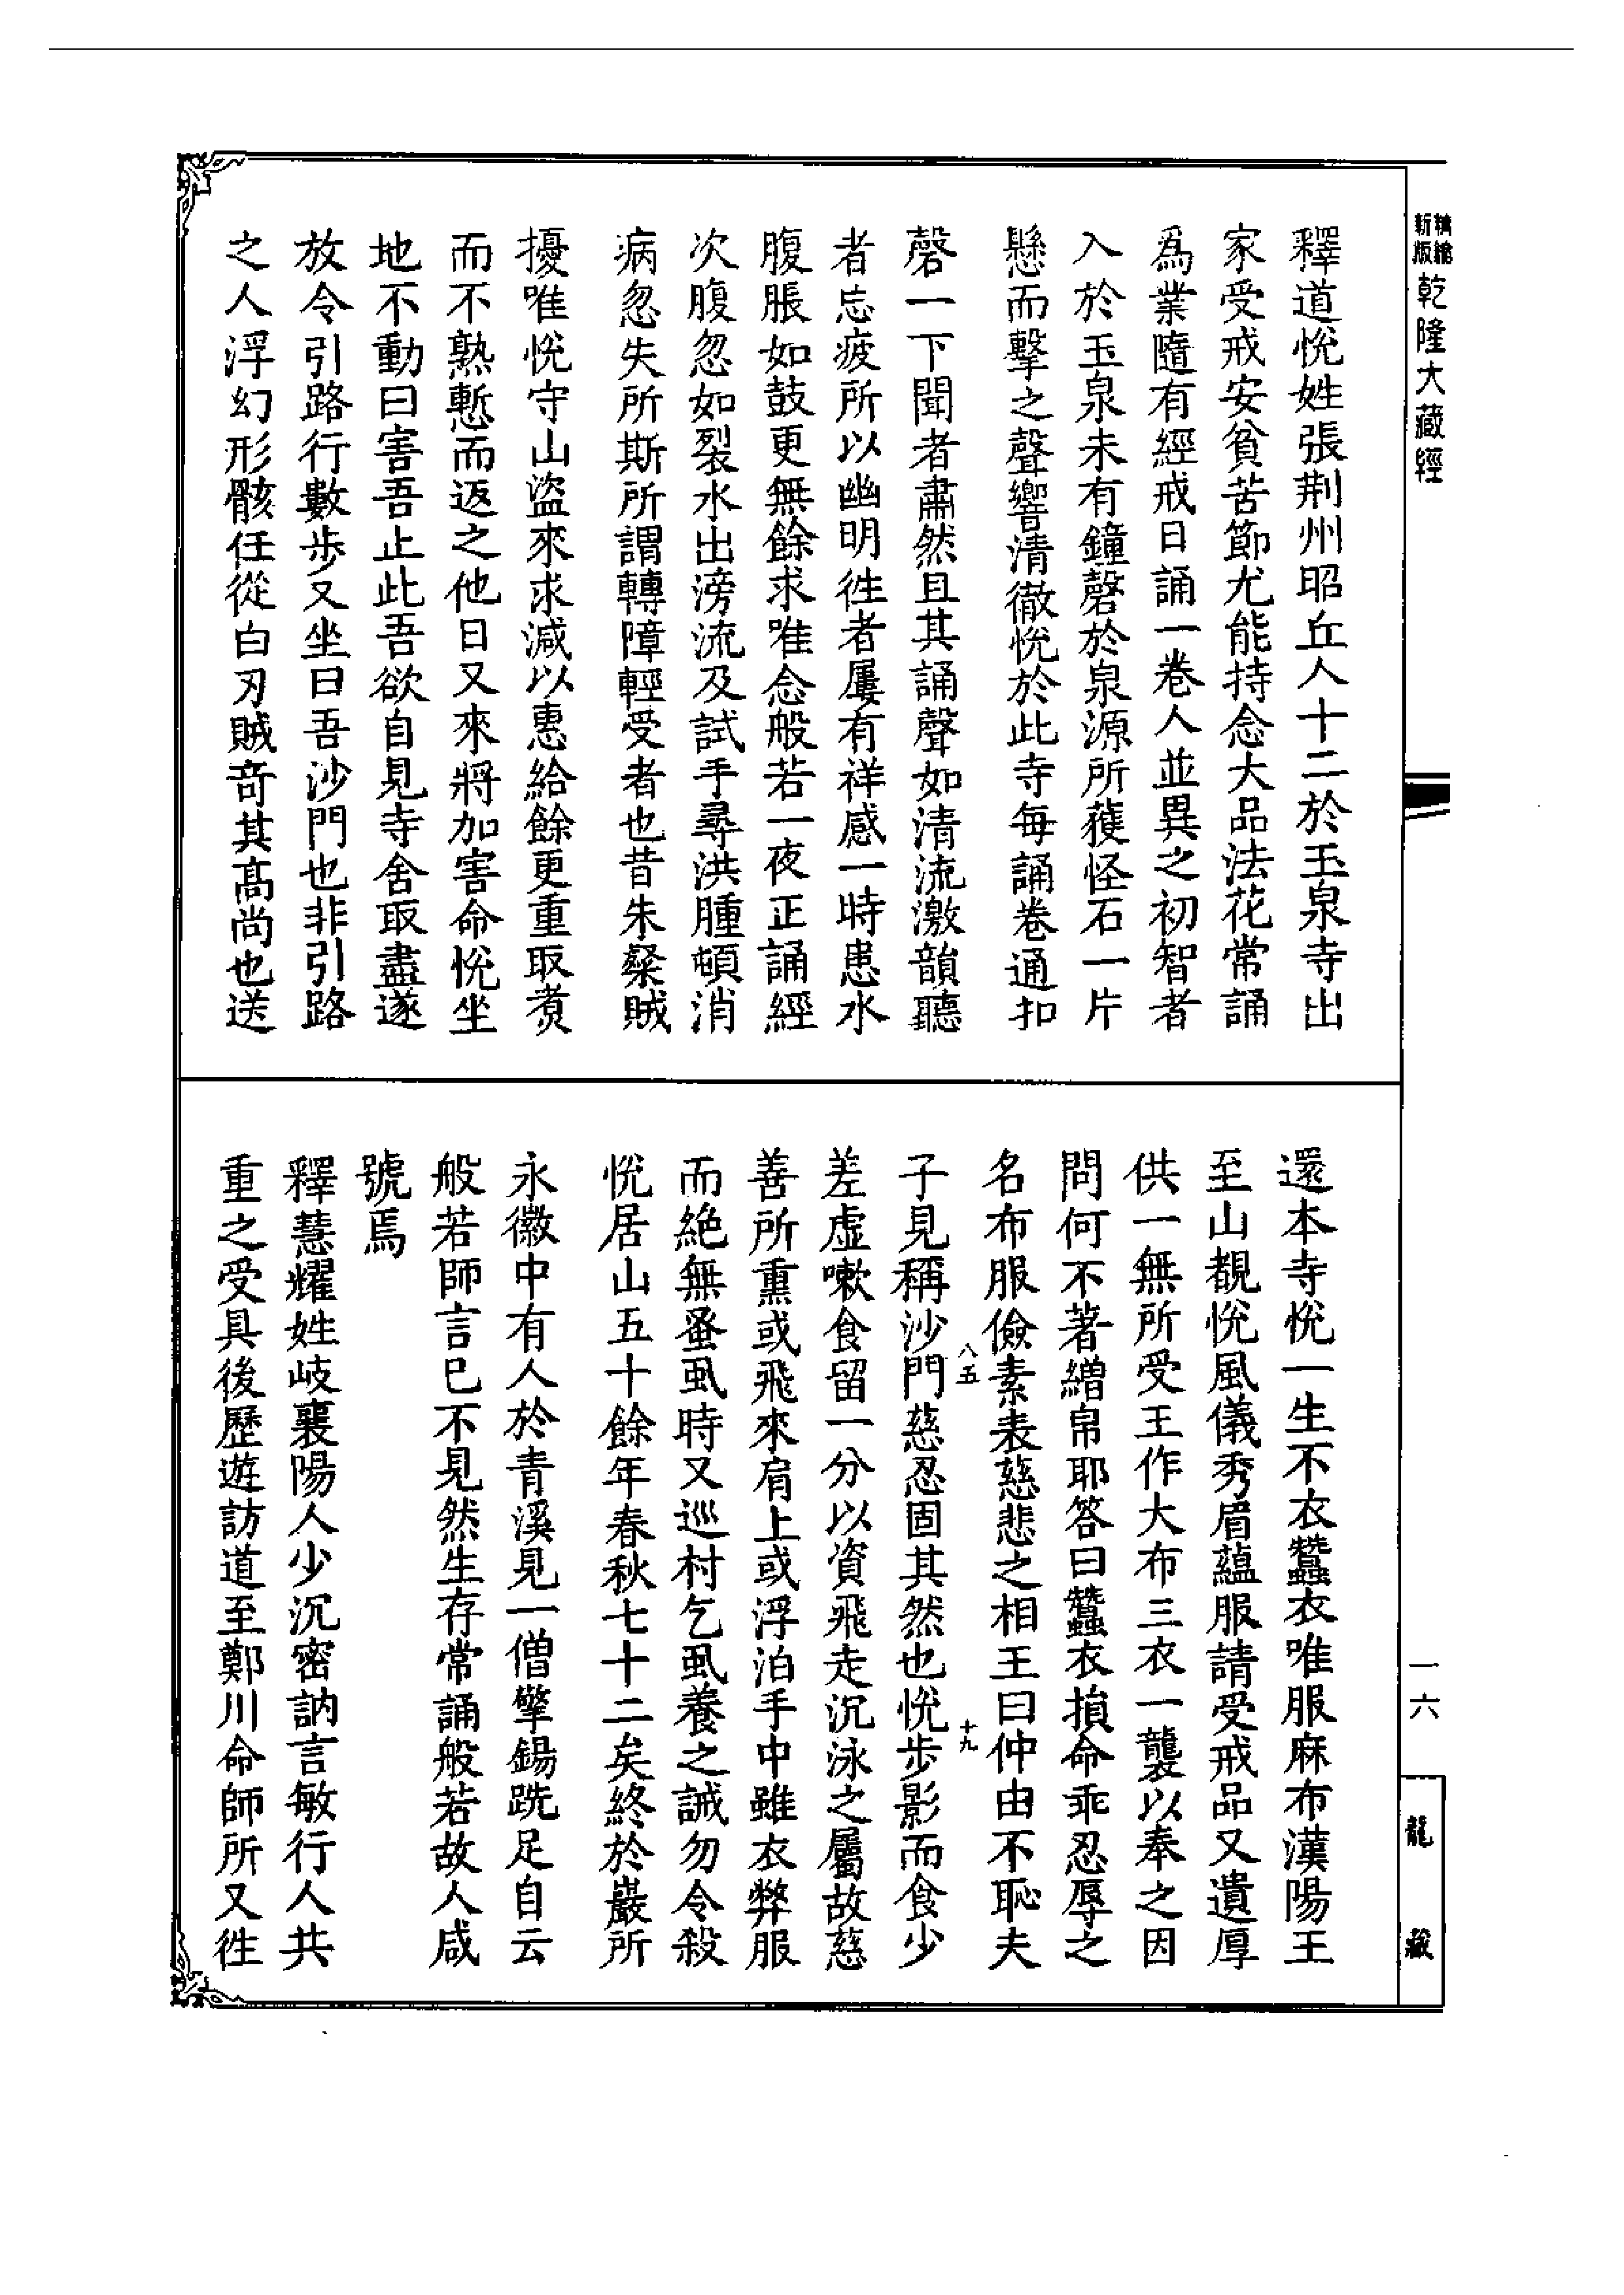 精縮
新版
乾隆大藏經
釋道悅姓張荆州昭丘人十二於玉泉寺出
家受戒安貧苦節尤能持念大品法花常誦
爲業隨有經戒日誦一卷人並異之初智者
入於玉泉未有鐘磬於泉源所獲怪石一片
懸而擊之聲響清徹悅於此寺每誦卷通扣
磬一下聞者肅然且其誦聲如清流激韻聽
者忘疲所以幽明徃者屢有祥感一時患水
腹脹如鼓更無餘求唯念般若一夜正誦經
次腹忽如裂水出滂流及試手尋洪腫頓消
病忽失所斯所謂轉障輕受者也昔朱粲賊
擾唯悅守山盜來求減以惠給餘更重取煑
而不熟慙而返之他日又來將加害命悅坐
地不動曰害吾止此吾欲自見寺舍取盡遂
放令引路行數步又坐曰吾沙門也非引路
之人浮幻形骸任從白刃賊奇其高尚也送
還本寺悅一生不衣蠶衣唯服麻布漢陽王
至山覩悅風儀秀眉蘊服請受戒品又遺厚
供一無所受王作大布三衣一襲以奉之因
問何不著繒帛耶答曰蠶衣損命乖忍辱之
名布服儉素表慈悲之相王曰仲由不恥夫
八五
十九
子見稱沙門慈忍固其然也悅步影而食少
差虛嗽食留一分以資飛走沉泳之屬故慈
善所熏或飛來肩上或浮泊手中雖衣弊服
而絕無蚤虱時又巡村乞虱養之誠勿令殺
悅居山五十餘年春秋七十二矣終於巖所
永徽中有人於青溪見一僧擎錫跣足自云
般若師言巳不見然生存常誦般若故人咸
號焉
釋慧耀姓岐襄陽人少沉密訥言敏行人共
重之受具後歷遊訪道至鄭川命師所又徃
一六
龍藏